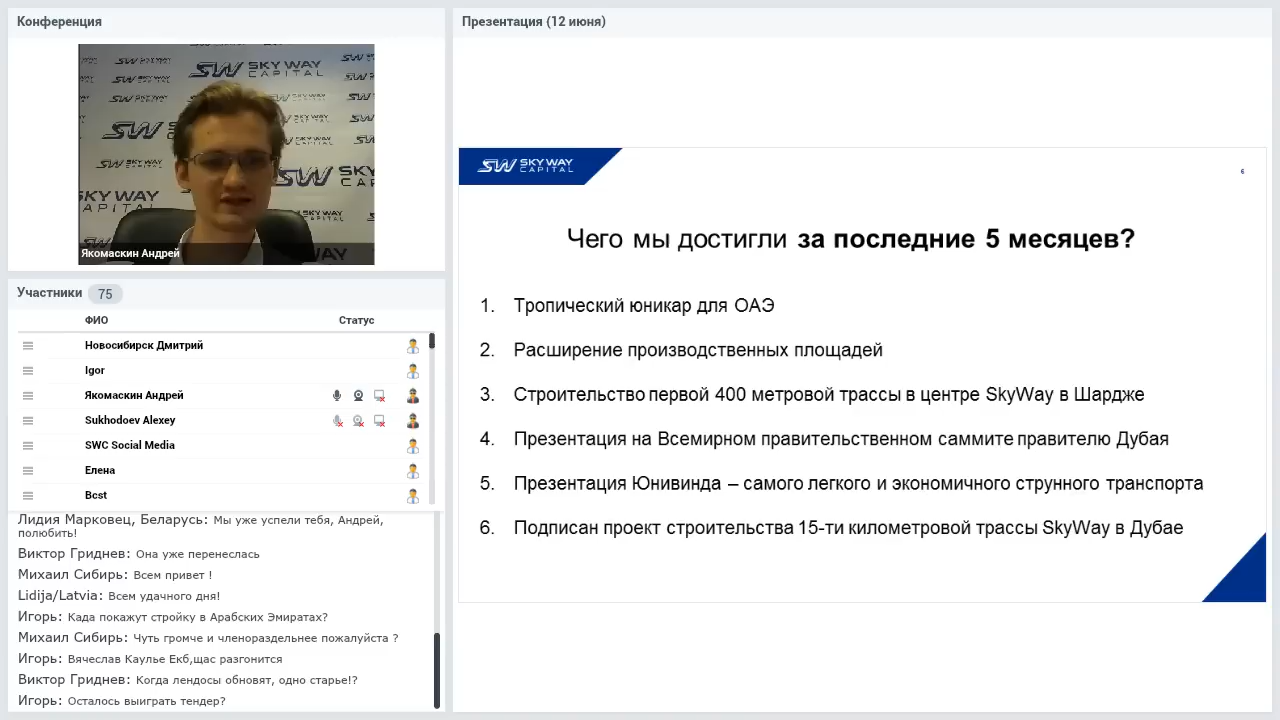 Конференция
SW SKY WAY CAPITAL
SKY WAY
CAPITAL
Якомаскин Андрей
Участники 75
ФИО Статус
Новосибирск Дмитрий
Igor
Якомаскин Андрей
Sukhodoev Alexey
SWC Social Media
Елена
Bcst
Лидия Марковец, Беларусь: Мы уже успели тебя, Андрей,
полюбить!
Виктор Гриднев: Она уже перенеслась
Михаил Сибирь: Всем привет !
Lidija/Latvia: Всем удачного дня!
Игорь: Када покажут стройку в Арабских Эмиратах?
Михаил Сибирь: Чуть громче и членораздельнее пожалуйста ?
Игорь: Вячеслав Каулье Екб,щас разгонится
Виктор Гриднев: Когда лендосы обновят, одно старье!?
Игорь: Осталось выиграть тендер?
Презентация (12 июня)
SW SKY WAY CAPITAL
6
Чего мы достигли за последние 5 месяцев?
1. Тропический юникар для ОАЭ
2. Расширение производственных площадей
3. Строительство первой 400 метровой трассы в центре SkyWay в Шардже
4. Презентация на Всемирном правительственном саммите правителю Дубая
5. Презентация Юнивинда – самого легкого и экономичного струнного транспорта
6. Подписан проект строительства 15-ти километровой трассы SkyWay в Дубае